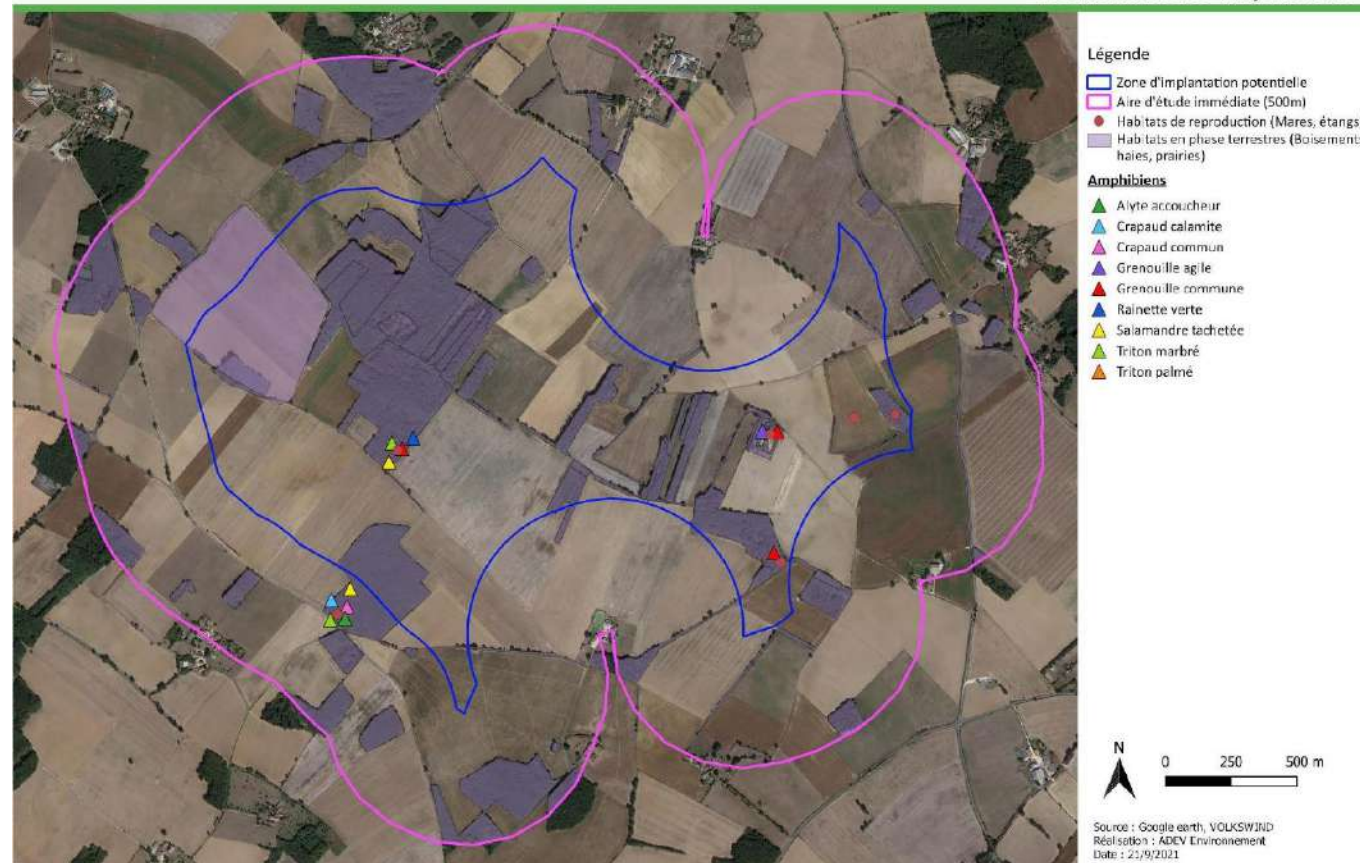 Légende
Zone d'implantation potentielle
Aire d'étude immédiate (500m)
Habitats de reproduction (Mares, étangs
Habitats en phase terrestres (Boisement
haies, prairies)
Amphibiens
Alyte accoucheur
Crapaud calamite
Crapaud commun
Grenouille agile
Grenouille commune
Rainette verte
Salamandre tachetée
Triton marbré
Triton palmé
N
0 250 500 m
Source : Google earth, VOLKSWIND
Réalisation : ADEV Environnement
Date : 21/9/2021